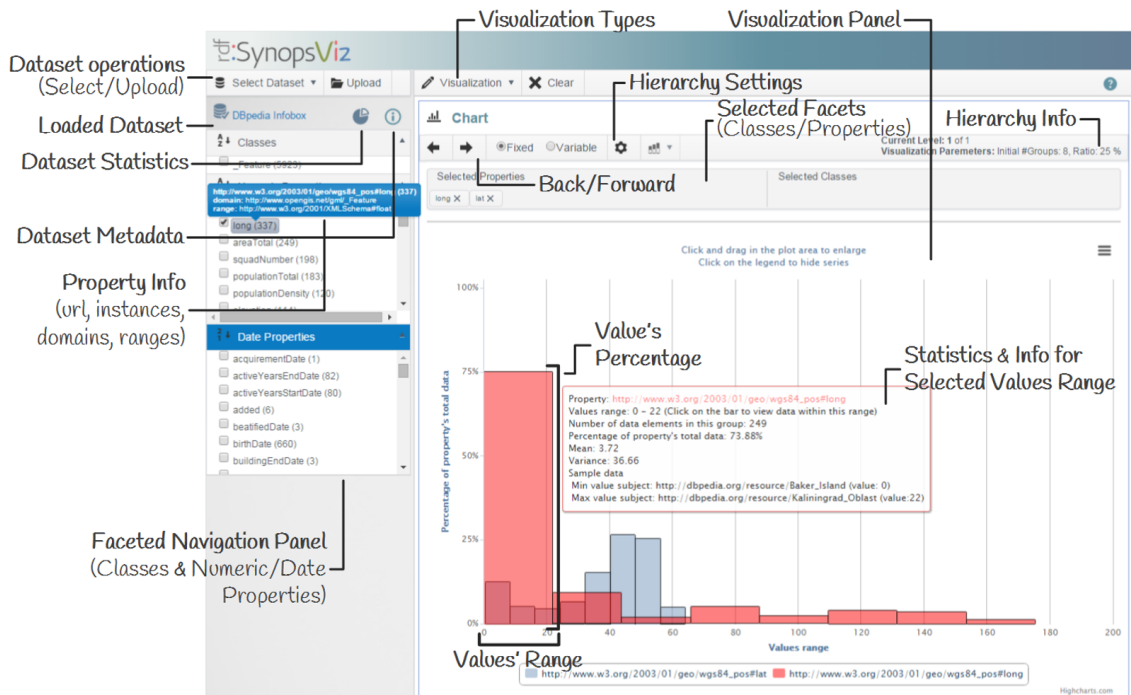 Visualization Types
Visualization Panel
rdf:SynopsViz
Dataset operations
(Select/Upload)
Select Dataset
Upload
Visualization
Clear
Hierarchy Settings
Loaded Dataset
DBpedia Infobox
Chart
Selected Facets
(Classes/Properties)
Hierarchy Info
Dataset Statistics
Classes
_Feature (5923)
Fixed
Variable
Current Level: 1 of 1
Visualization Paremeters: Initial #Groups: 8, Ratio: 25 %
Back/Forward
Selected Properties
Selected Classes
long
lat
http://www.w3.org/2003/01/geo/wgs84_pos#long (337)
domain: http://www.opengis.net/gml/_Feature
range: http://www.w3.org/2001/XMLSchema#float
Dataset Metadata
long (337)
areaTotal (249)
squadNumber (198)
populationTotal (183)
populationDensity (120)
Property Info
(url, instances,
domains, ranges)
Date Properties
acquirementDate (1)
activeYearsEndDate (82)
activeYearsStartDate (80)
added (6)
beatifiedDate (3)
birthDate (660)
buildingEndDate (3)
Faceted Navigation Panel
(Classes & Numeric/Date
Properties)
Click and drag in the plot area to enlarge
Click on the legend to hide series
Value's
Percentage
Statistics & Info for
Selected Values Range
Property: http://www.w3.org/2003/01/geo/wgs84_pos#long
Values range: 0 - 22 (Click on the bar to view data within this range)
Number of data elements in this group: 249
Percentage of property's total data: 73.88%
Mean: 3.72
Variance: 36.66
Sample data
Min value subject: http://dbpedia.org/resource/Baker_Island (value: 0)
Max value subject: http://dbpedia.org/resource/Kaliningrad_Oblast (value:22)
Percentage of property's total data
100%
75%
50%
25%
0%
0 20 40 60 80 100 120 140 160 180 200
Values range
Values' Range
http://www.w3.org/2003/01/geo/wgs84_pos#lat
http://www.w3.org/2003/01/geo/wgs84_pos#long
Highcharts.com